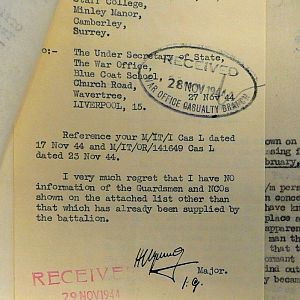 Staff College,
Minley Manor,
Camberley,
Surrey.
o:- The Under Secretary of State,
The War Office,
Blue Coat School,
Church Road,
Wavertree,
LIVERPOOL, 15.
RECEIVED
28 NOV 1944
OFFICE CASUALTY BRANCH
27 Nov 44
Reference your M/IT/I Cas L dated
17 Nov 44 and M/IT/OR/141649 Cas L
dated 23 Nov 44.
I very much regret that I have NO
information of the Guardsmen and NCOs
shown on the attached list other than
that which has already been supplied by
the battalion.
Major.
RECEIVE
29 NOV 1944